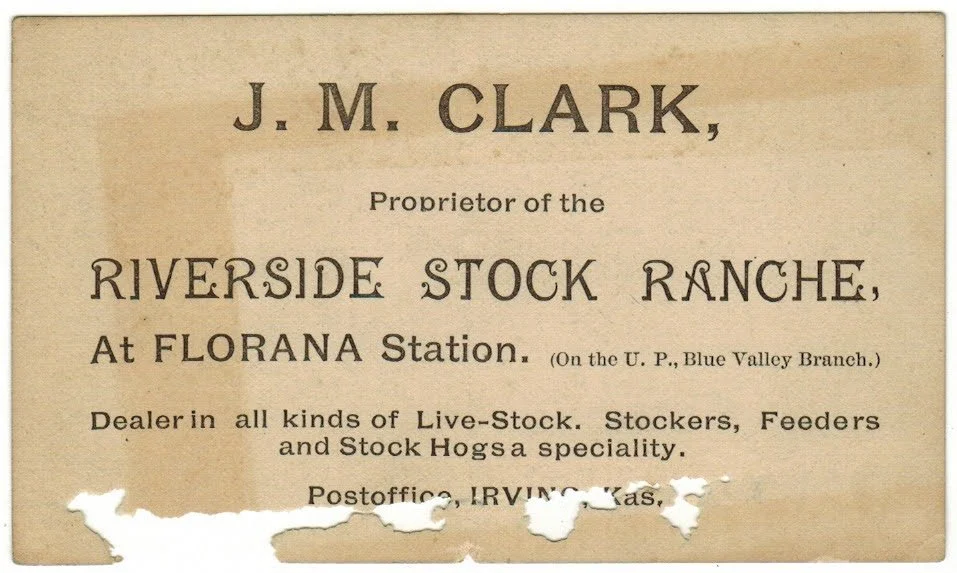 J. M. CLARK,
Proprietor of the
RIVERSIDE STOCK RANCHE,
At FLORANA Station. (On the U. P., Blue Valley Branch.)
Dealer in all kinds of Live-Stock. Stockers, Feeders
and Stock Hogs a speciality.
Postoffice, IRVING, Kas.